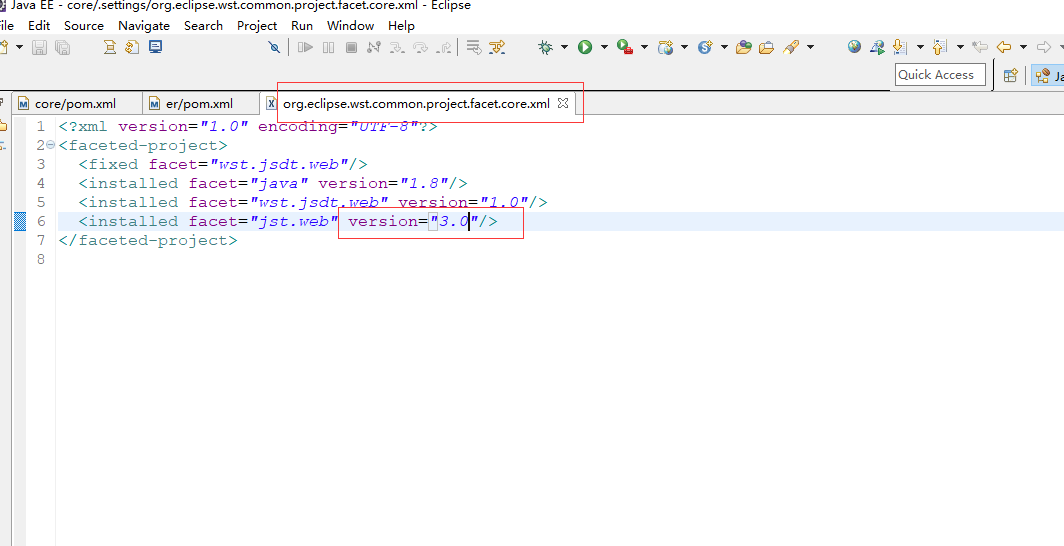 Java EE - core/.settings/org.eclipse.wst.common.project.facet.core.xml - Eclipse
File Edit Source Navigate Search Project Run Window Help
Quick Access
Ja
core/pom.xml er/pom.xml org.eclipse.wst.common.project.facet.core.xml
1 <?xml version="1.0" encoding="UTF-8"?>
2 <faceted-project>
3 <fixed facet="wst.jsdt.web"/>
4 <installed facet="java" version="1.8"/>
5 <installed facet="wst.jsdt.web" version="1.0"/>
6 <installed facet="jst.web" version="3.0"/>
7 </faceted-project>
8